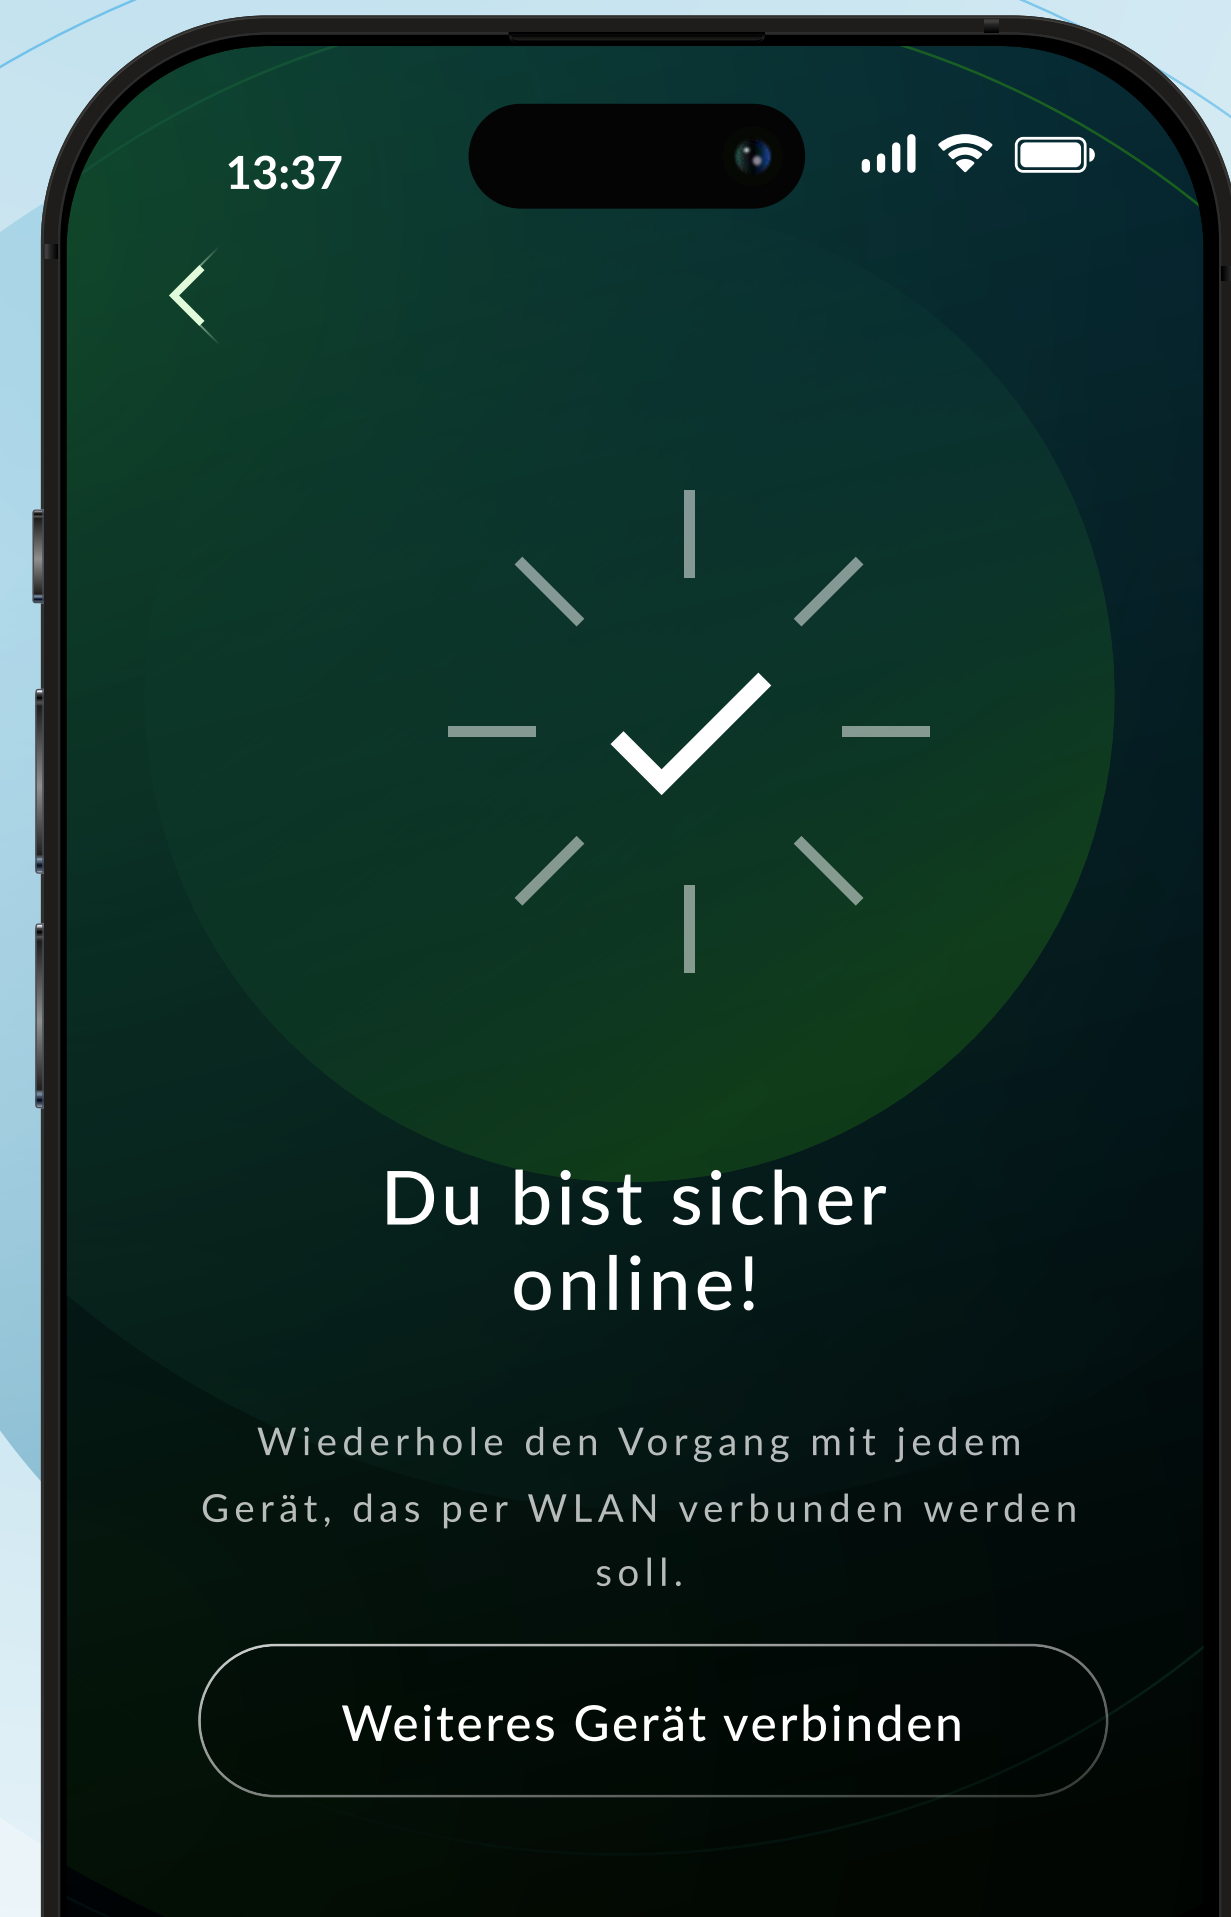 13:37
Du bist sicher
online!
Wiederhole den Vorgang mit jedem
Gerät, das per WLAN verbunden werden
soll.
Weiteres Gerät verbinden